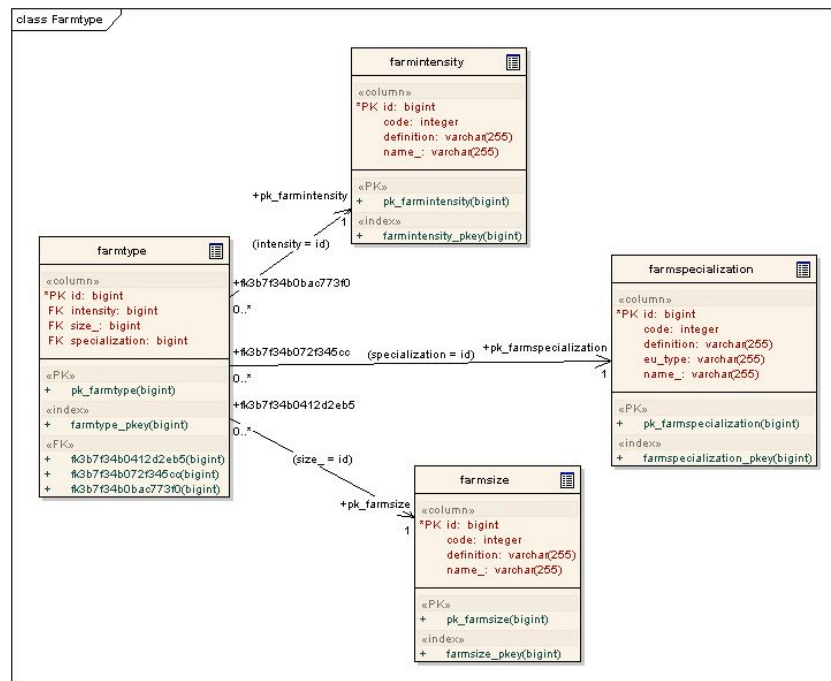 class Farmtype
farmintensity
«column»
*PK id: bigint
code: integer
definition: varchar(255)
name_: varchar(255)
«PK»
+ pk_farmintensity(bigint)
«index»
+ farmintensity_pkey(bigint)
+pk_farmintensity
1
(intensity = id)
+fk3b7f34b0bac773f0
0..*
farmtype
«column»
*PK id: bigint
FK intensity: bigint
FK size_: bigint
FK specialization: bigint
«PK»
+ pk_farmtype(bigint)
«index»
+ farmtype_pkey(bigint)
«FK»
+ fk3b7f34b0412d2eb5(bigint)
+ fk3b7f34b072f345cc(bigint)
+ fk3b7f34b0bac773f0(bigint)
+fk3b7f34b072f345cc
0..*
(specialization = id)
+pk_farmspecialization
1
farmspecialization
«column»
*PK id: bigint
code: integer
definition: varchar(255)
eu_type: varchar(255)
name_: varchar(255)
«PK»
+ pk_farmspecialization(bigint)
«index»
+ farmspecialization_pkey(bigint)
+fk3b7f34b0412d2eb5
0..*
(size_ = id)
+pk_farmsize
1
farmsize
«column»
*PK id: bigint
code: integer
definition: varchar(255)
name_: varchar(255)
«PK»
+ pk_farmsize(bigint)
«index»
+ farmsize_pkey(bigint)